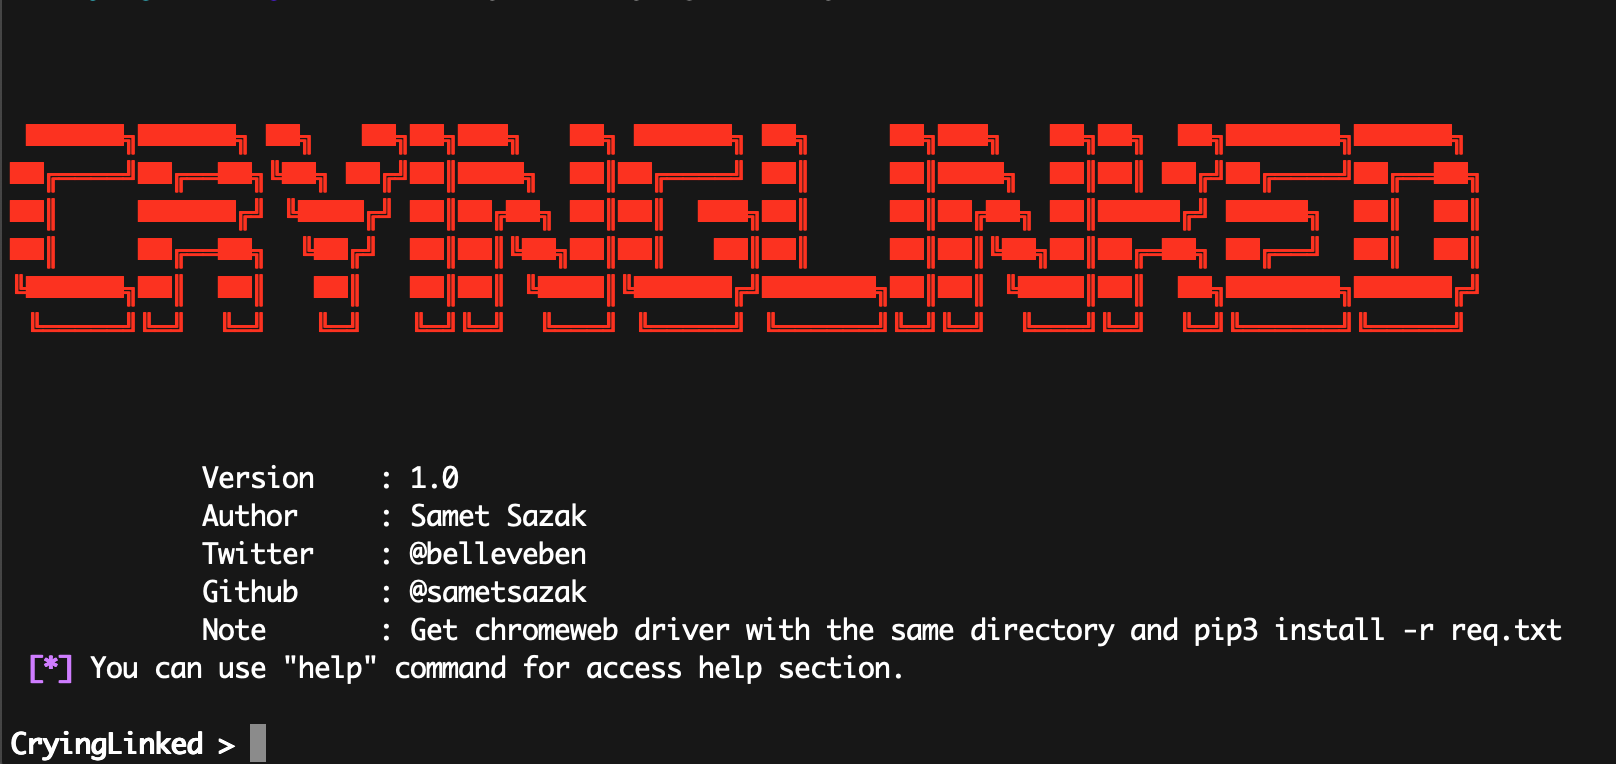 CRYINGLINKED
Version : 1.0
Author : Samet Sazak
Twitter : @belleveben
Github : @sametsazak
Note : Get chromeweb driver with the same directory and pip3 install -r req.txt
[*] You can use "help" command for access help section.
CryingLinked >